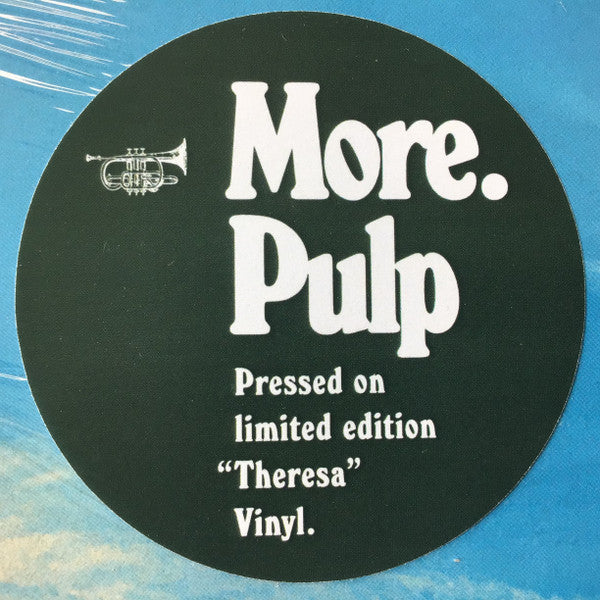 More.
Pulp
Pressed on
limited edition
“Theresa”
Vinyl.